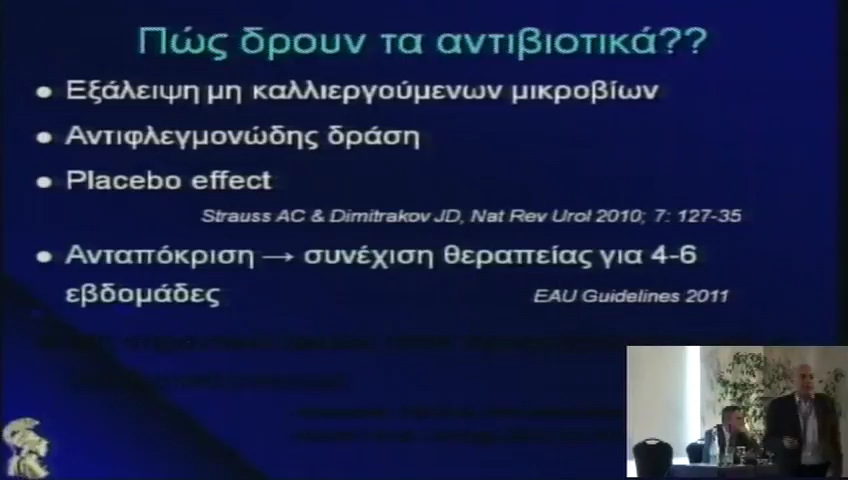 Πώς δρουν τα αντιβιοτικά??
• Εξάλειψη μη καλλιεργούμενων μικροβίων
• Αντιφλεγμονώδης δράση
• Placebo effect
Strauss AC & Dimitrakov JD, Nat Rev Urol 2010; 7: 127-35
• Ανταπόκριση → συνέχιση θεραπείας για 4-6
εβδομάδες
EAU Guidelines 2011